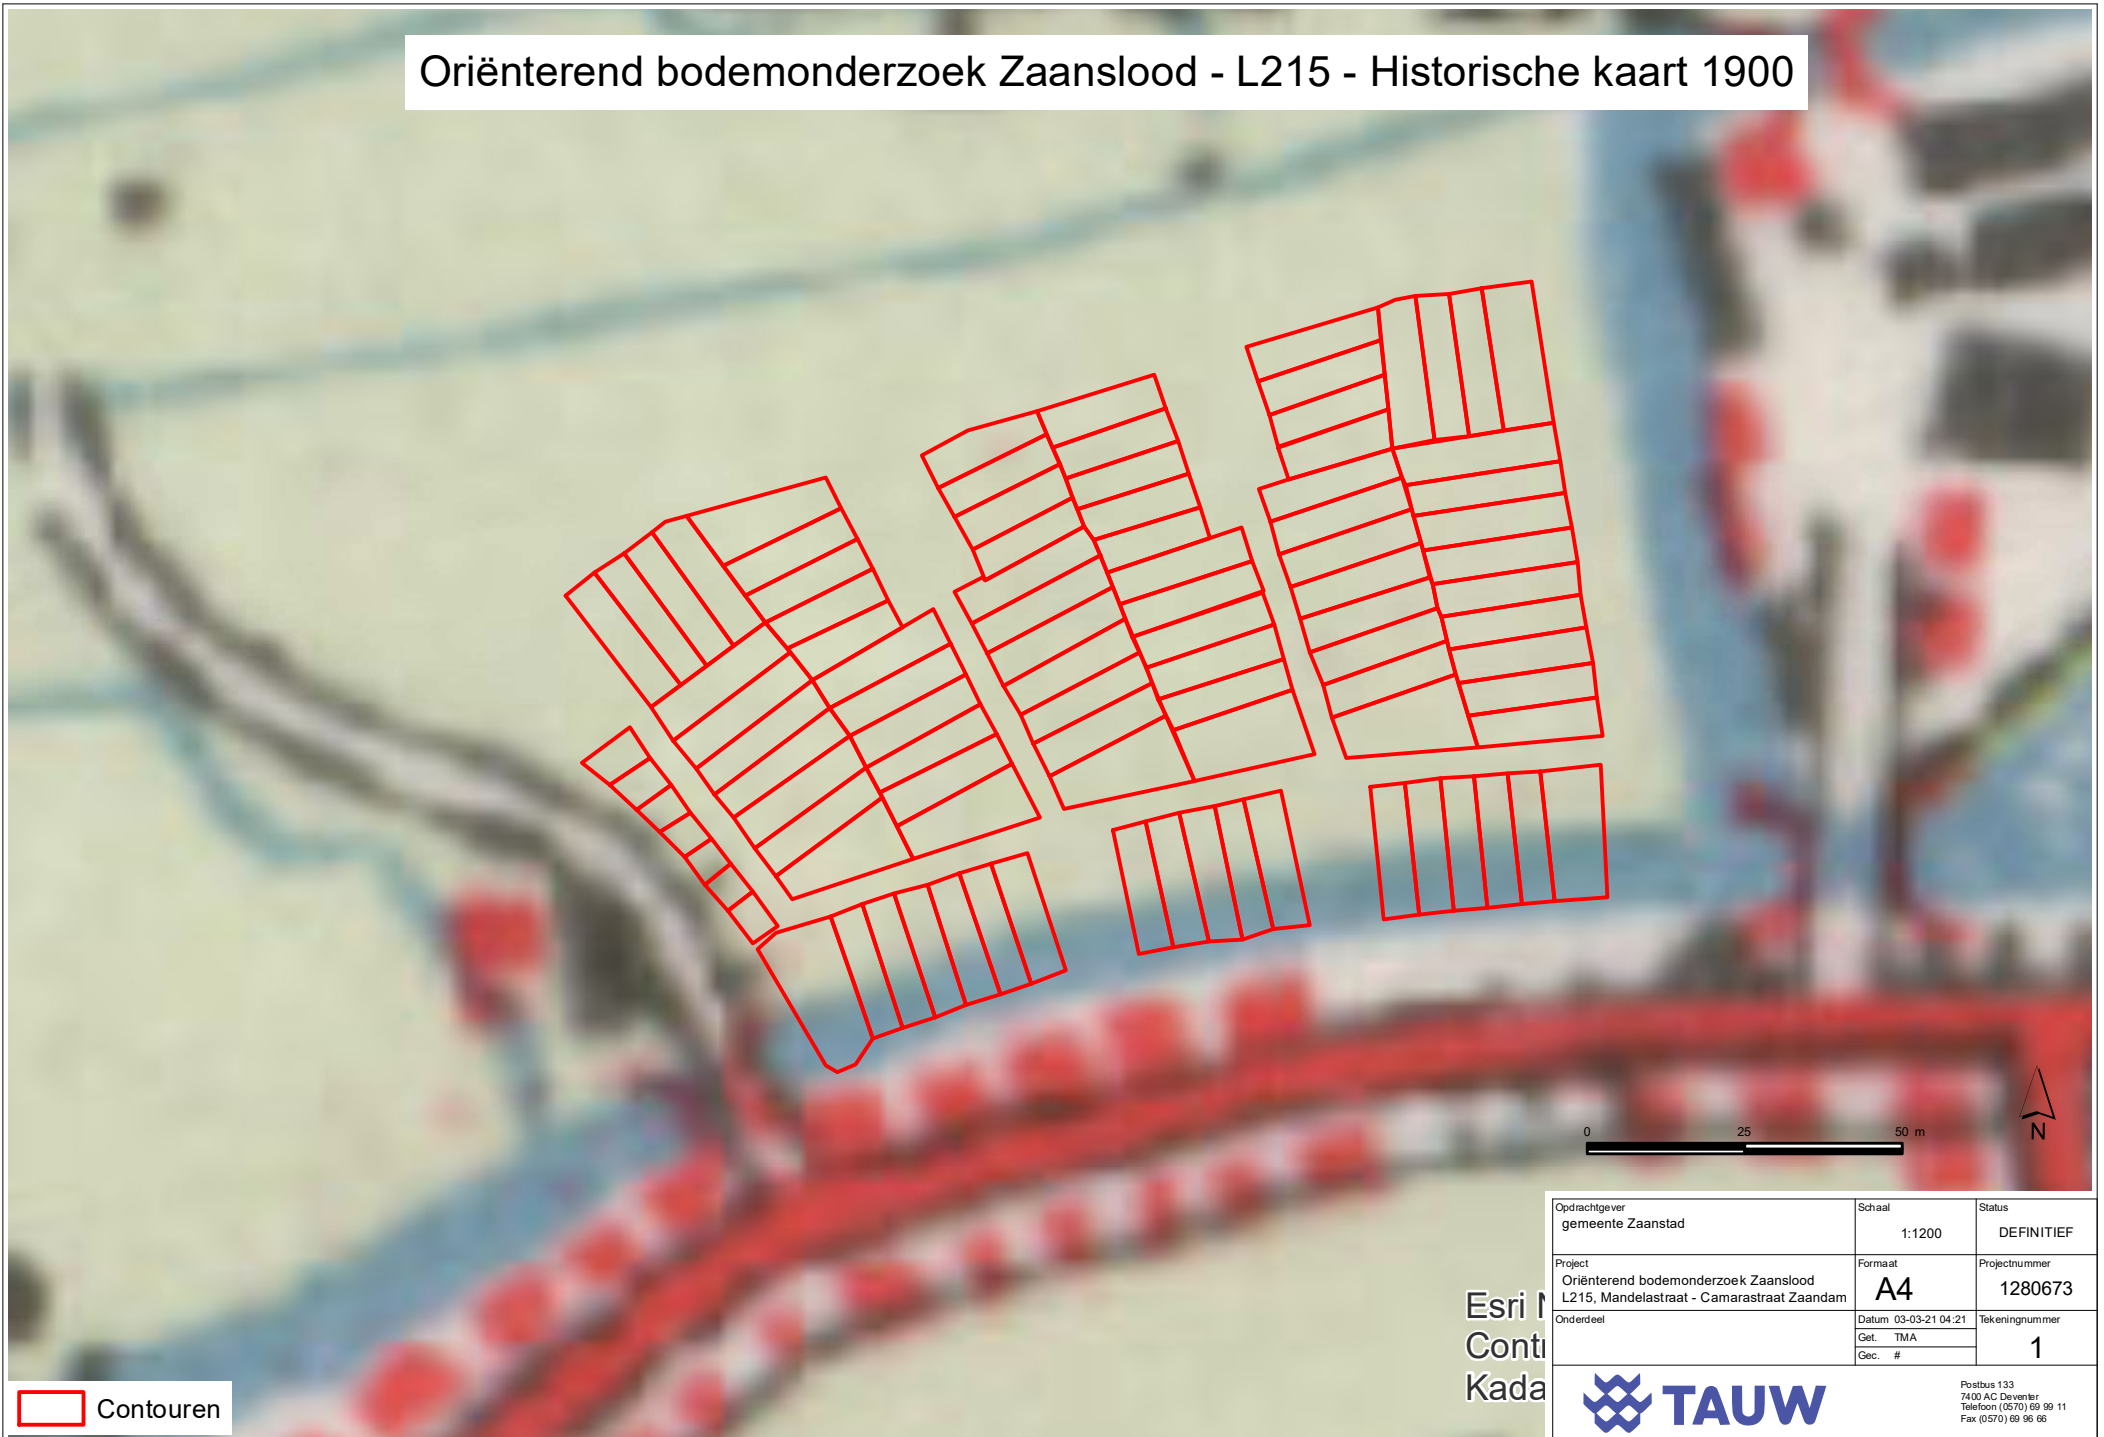 Oriënterend bodemonderzoek Zaanslood - L215 - Historische kaart 1900
0 25 50 m
N
Esri
Opdrachtgever
gemeente Zaanstad
Schaal
1:1200
Status
DEFINITIEF
Project
Oriënterend bodemonderzoek Zaanslood
L215, Mandelastraat - Camarastraat Zaandam
Formaat
A4
Projectnummer
1280673
Onderdeel
Datum 03-03-21 04:21
Get. TMA
Gec. #
Tekeningnummer
1
TAUW
Postbus 133
7400 AC Deventer
Telefoon (0570) 69 99 11
Fax (0570) 69 96 66
Contouren